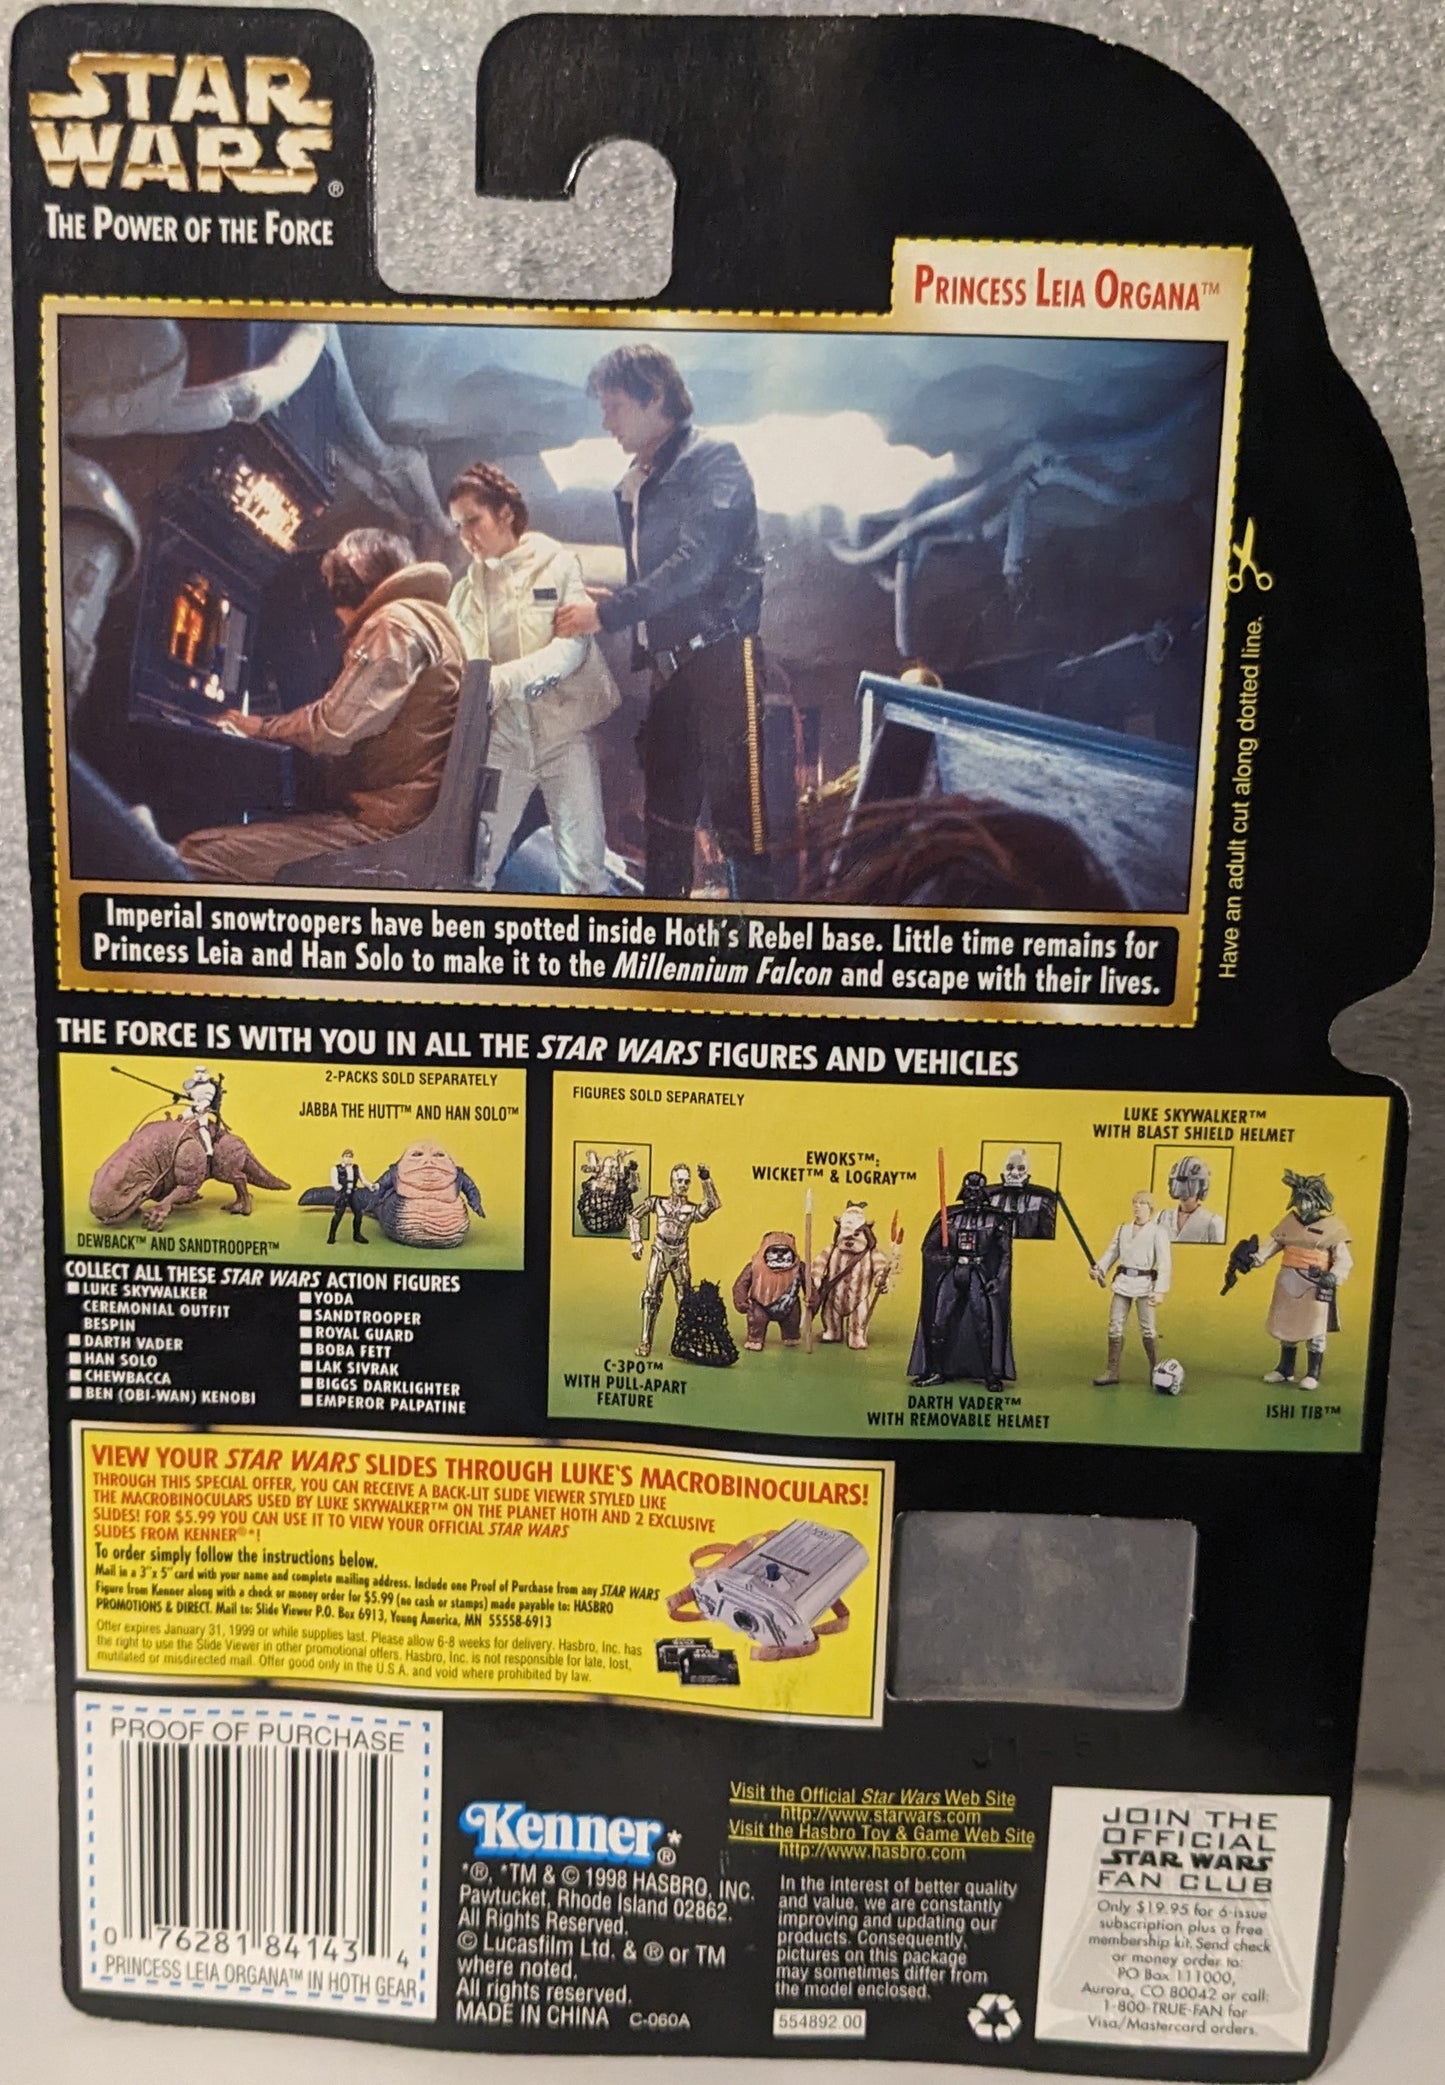 STAR
WARS®
THE POWER OF THE FORCE
PRINCESS LEIA ORGANA™
Have an adult cut along dotted line.
Imperial snowtroopers have been spotted inside Hoth's Rebel base. Little time remains for
Princess Leia and Han Solo to make it to the Millennium Falcon and escape with their lives.
THE FORCE IS WITH YOU IN ALL THE STAR WARS FIGURES AND VEHICLES
2-PACKS SOLD SEPARATELY
JABBA THE HUTT™ AND HAN SOLO™
DEWBACK™ AND SANDTROOPER™
FIGURES SOLD SEPARATELY
LUKE SKYWALKER™
WITH BLAST SHIELD HELMET
EWOKS™:
WICKET™ & LOGRAY™
C-3PO™
WITH PULL-APART
FEATURE
DARTH VADER™
WITH REMOVABLE HELMET
ISHI TIB™
COLLECT ALL THESE STAR WARS ACTION FIGURES
■ LUKE SKYWALKER
CEREMONIAL OUTFIT
BESPIN
■ DARTH VADER
■ HAN SOLO
■ CHEWBACCA
■ BEN (OBI-WAN) KENOBI
■ YODA
■ SANDTROOPER
■ ROYAL GUARD
■ BOBA FETT
■ LAK SIVRAK
■ BIGGS DARKLIGHTER
■ EMPEROR PALPATINE
VIEW YOUR STAR WARS SLIDES THROUGH LUKE'S MACROBINOCULARS!
THROUGH THIS SPECIAL OFFER, YOU CAN RECEIVE A BACK-LIT SLIDE VIEWER STYLED LIKE
THE MACROBINOCULARS USED BY LUKE SKYWALKER™ ON THE PLANET HOTH AND 2 EXCLUSIVE
SLIDES! FOR $5.99 YOU CAN USE IT TO VIEW YOUR OFFICIAL STAR WARS
SLIDES FROM KENNER®*!
To order simply follow the instructions below.
Mail in a 3"x 5" card with your name and complete mailing address. Include one Proof of Purchase from any STAR WARS
Figure from Kenner along with a check or money order for $5.99 (no cash or stamps) made payable to: HASBRO
PROMOTIONS & DIRECT. Mail to: Slide Viewer P.O. Box 6913, Young America, MN 55558-6913
Offer expires January 31, 1999 or while supplies last. Please allow 6-8 weeks for delivery. Hasbro, Inc. has
the right to use the Slide Viewer in other promotional offers. Hasbro, Inc. is not responsible for late, lost,
mutilated or misdirected mail. Offer good only in the U.S.A. and void where prohibited by law.
PROOF OF PURCHASE
0 76281 84143 4
PRINCESS LEIA ORGANA™ IN HOTH GEAR
Kenner®*
*®, *TM & © 1998 HASBRO, INC.
Pawtucket, Rhode Island 02862.
All Rights Reserved.
© Lucasfilm Ltd. & ® or TM
where noted.
All rights reserved.
MADE IN CHINA C-060A
Visit the Official Star Wars Web Site
http://www.starwars.com
Visit the Hasbro Toy & Game Web Site
http://www.hasbro.com
In the interest of better quality
and value, we are constantly
improving and updating our
products. Consequently,
pictures on this package
may sometimes differ from
the model enclosed.
554892.00
JOIN THE
OFFICIAL
STAR WARS
FAN CLUB
Only $19.95 for 6-issue
subscription plus a free
membership kit. Send check
or money order to:
PO Box 111000,
Aurora, CO 80042 or call:
1-800-TRUE-FAN for
Visa/Mastercard orders.